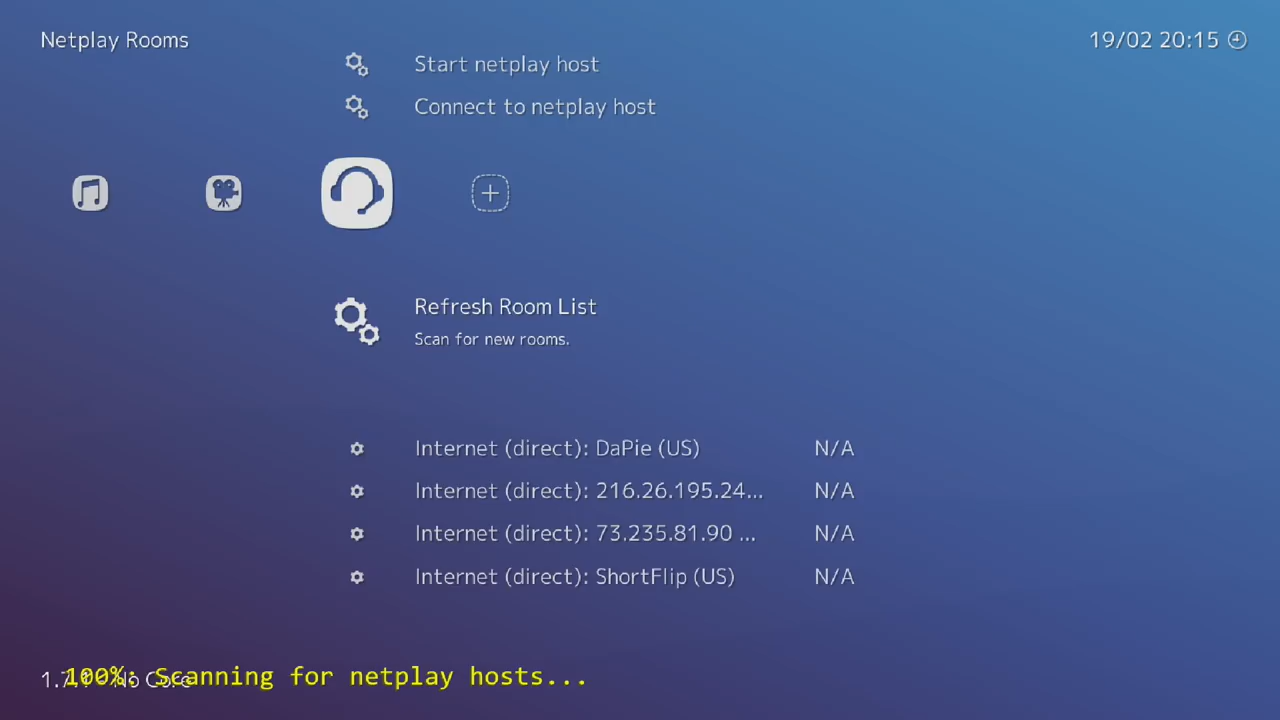 Netplay Rooms
19/02 20:15
Start netplay host
Connect to netplay host
Refresh Room List
Scan for new rooms.
Internet (direct): DaPie (US) N/A
Internet (direct): 216.26.195.24... N/A
Internet (direct): 73.235.81.90 ... N/A
Internet (direct): ShortFlip (US) N/A
100%: Scanning for netplay hosts...
No Core